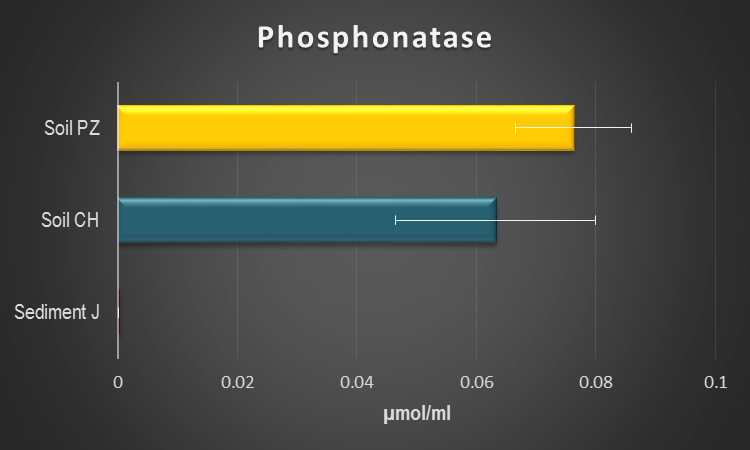 Phosphonatase
Soil PZ
Soil CH
Sediment J
0 0.02 0.04 0.06 0.08 0.1
µmol/ml